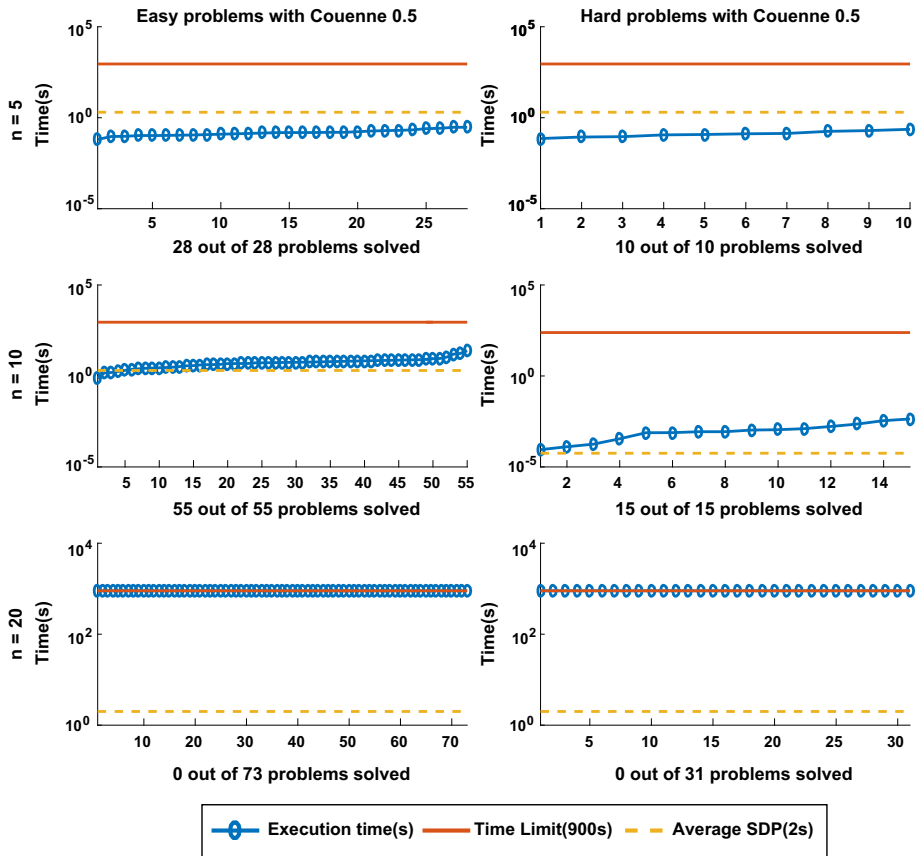 Easy problems with Couenne 0.5
Hard problems with Couenne 0.5
n = 5
Time(s)
10^5
10^0
10^-5
5 10 15 20 25
28 out of 28 problems solved
Time(s)
10^5
10^0
10^-5
1 2 3 4 5 6 7 8 9 10
10 out of 10 problems solved
n = 10
Time(s)
10^5
10^0
10^-5
5 10 15 20 25 30 35 40 45 50 55
55 out of 55 problems solved
Time(s)
10^5
10^0
10^-5
2 4 6 8 10 12 14
15 out of 15 problems solved
n = 20
Time(s)
10^4
10^2
10^0
10 20 30 40 50 60 70
0 out of 73 problems solved
Time(s)
10^4
10^2
10^0
5 10 15 20 25 30
0 out of 31 problems solved
Execution time(s) Time Limit(900s) Average SDP(2s)